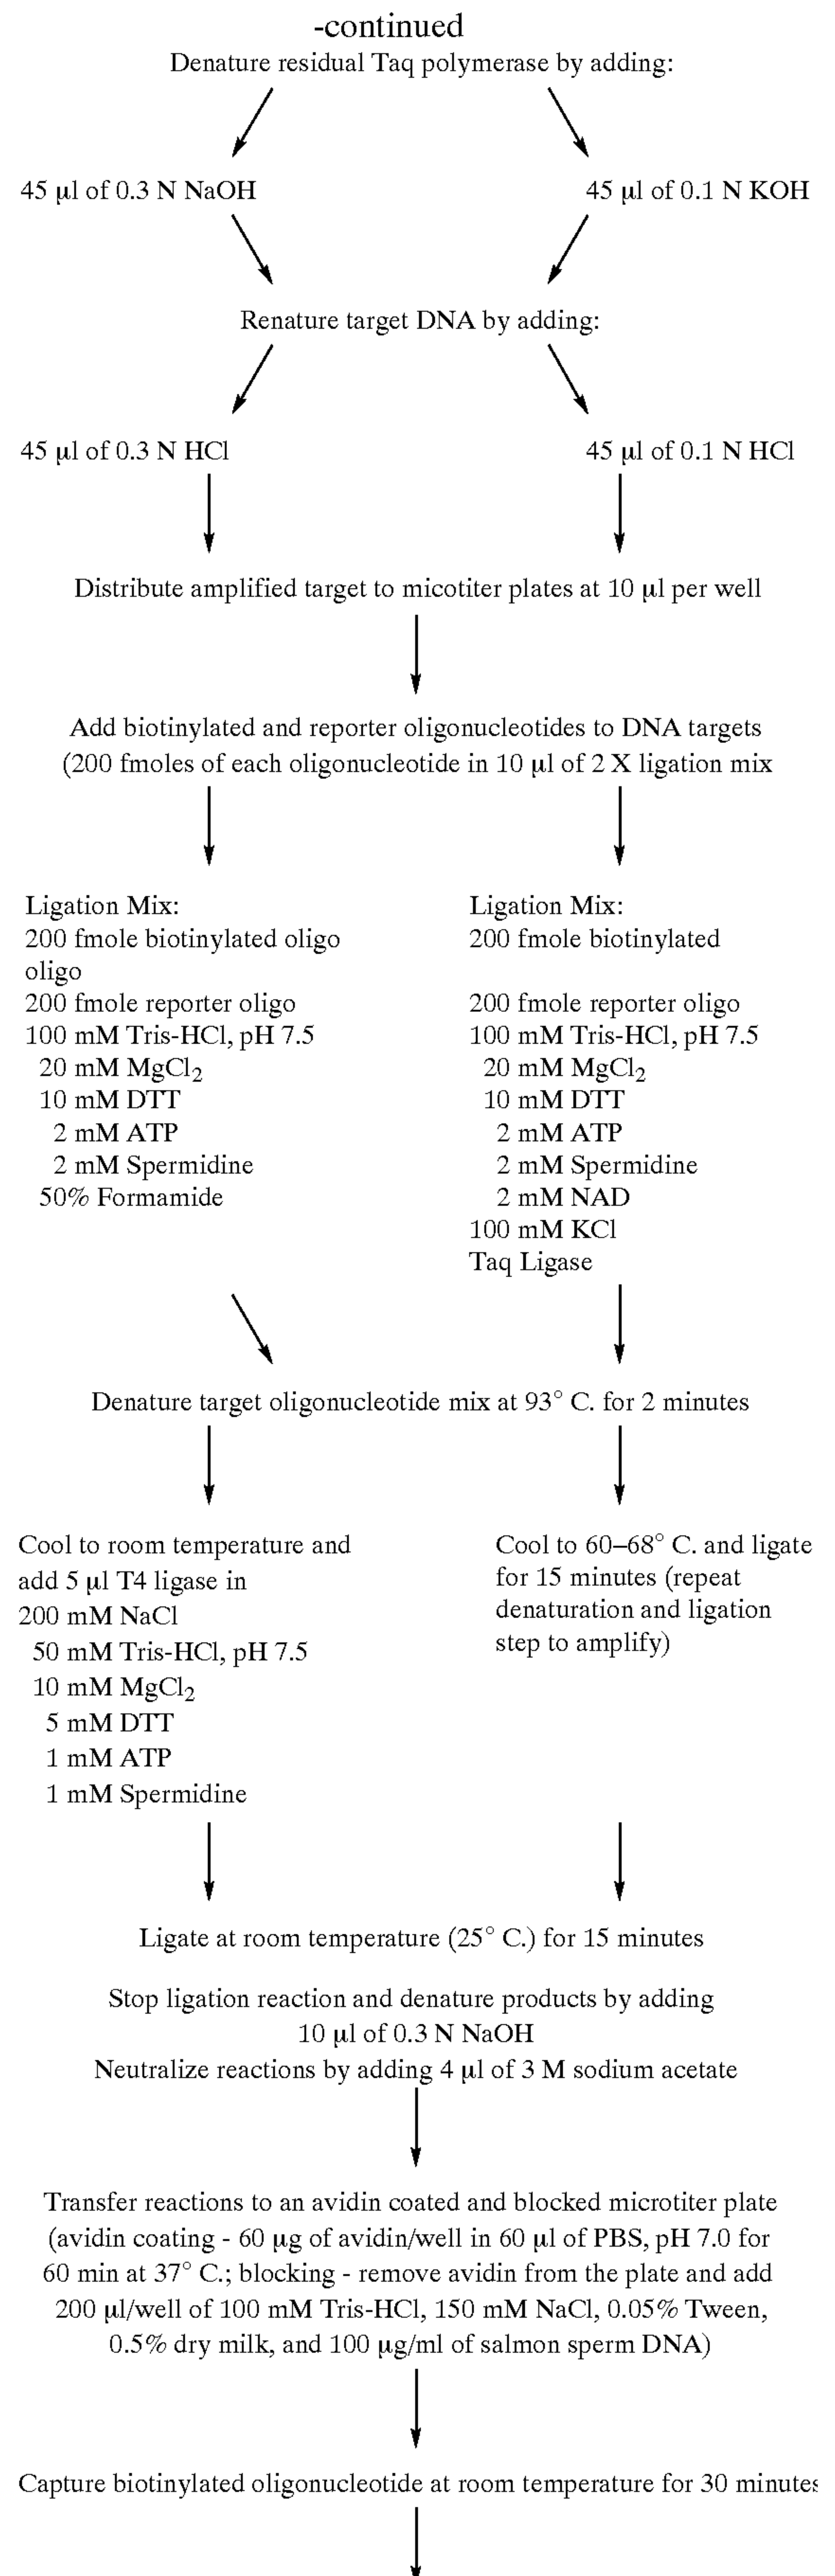 -continued
Denature residual Taq polymerase by adding:
45 μl of 0.3 N NaOH
45 μl of 0.1 N KOH
Renature target DNA by adding:
45 μl of 0.3 N HCl
45 μl of 0.1 N HCl
Distribute amplified target to micotiter plates at 10 μl per well
Add biotinylated and reporter oligonucleotides to DNA targets
(200 fmoles of each oligonucleotide in 10 μl of 2 X ligation mix
Ligation Mix:
200 fmole biotinylated oligo
oligo
200 fmole reporter oligo
100 mM Tris-HCl, pH 7.5
20 mM MgCl2
10 mM DTT
2 mM ATP
2 mM Spermidine
50% Formamide
Ligation Mix:
200 fmole biotinylated
200 fmole reporter oligo
100 mM Tris-HCl, pH 7.5
20 mM MgCl2
10 mM DTT
2 mM ATP
2 mM Spermidine
2 mM NAD
100 mM KCl
Taq Ligase
Denature target oligonucleotide mix at 93° C. for 2 minutes
Cool to room temperature and
add 5 μl T4 ligase in
200 mM NaCl
50 mM Tris-HCl, pH 7.5
10 mM MgCl2
5 mM DTT
1 mM ATP
1 mM Spermidine
Cool to 60–68° C. and ligate
for 15 minutes (repeat
denaturation and ligation
step to amplify)
Ligate at room temperature (25° C.) for 15 minutes
Stop ligation reaction and denature products by adding
10 μl of 0.3 N NaOH
Neutralize reactions by adding 4 μl of 3 M sodium acetate
Transfer reactions to an avidin coated and blocked microtiter plate
(avidin coating - 60 μg of avidin/well in 60 μl of PBS, pH 7.0 for
60 min at 37° C.; blocking - remove avidin from the plate and add
200 μl/well of 100 mM Tris-HCl, 150 mM NaCl, 0.05% Tween,
0.5% dry milk, and 100 μg/ml of salmon sperm DNA)
Capture biotinylated oligonucleotide at room temperature for 30 minutes